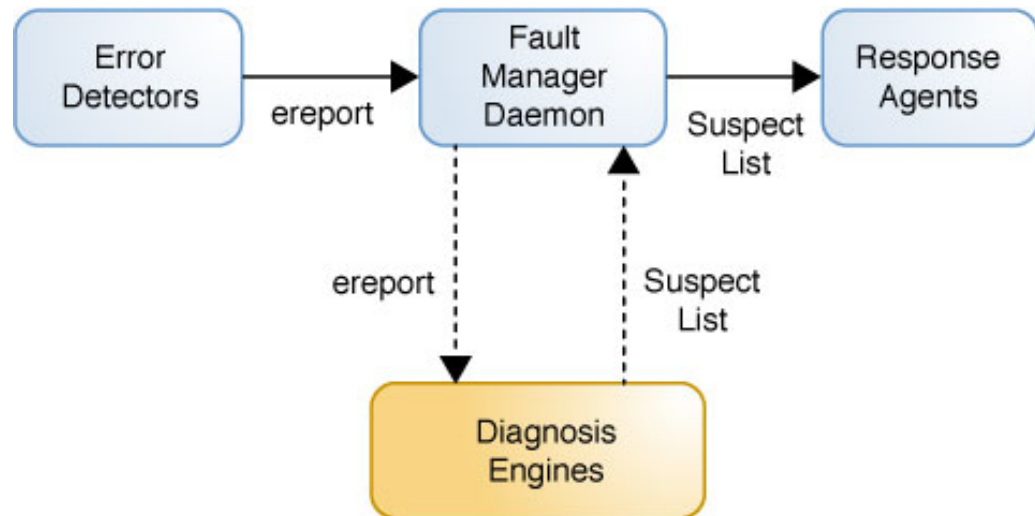 Error
Detectors
ereport
Fault
Manager
Daemon
Suspect
List
Response
Agents
ereport
Suspect
List
Diagnosis
Engines